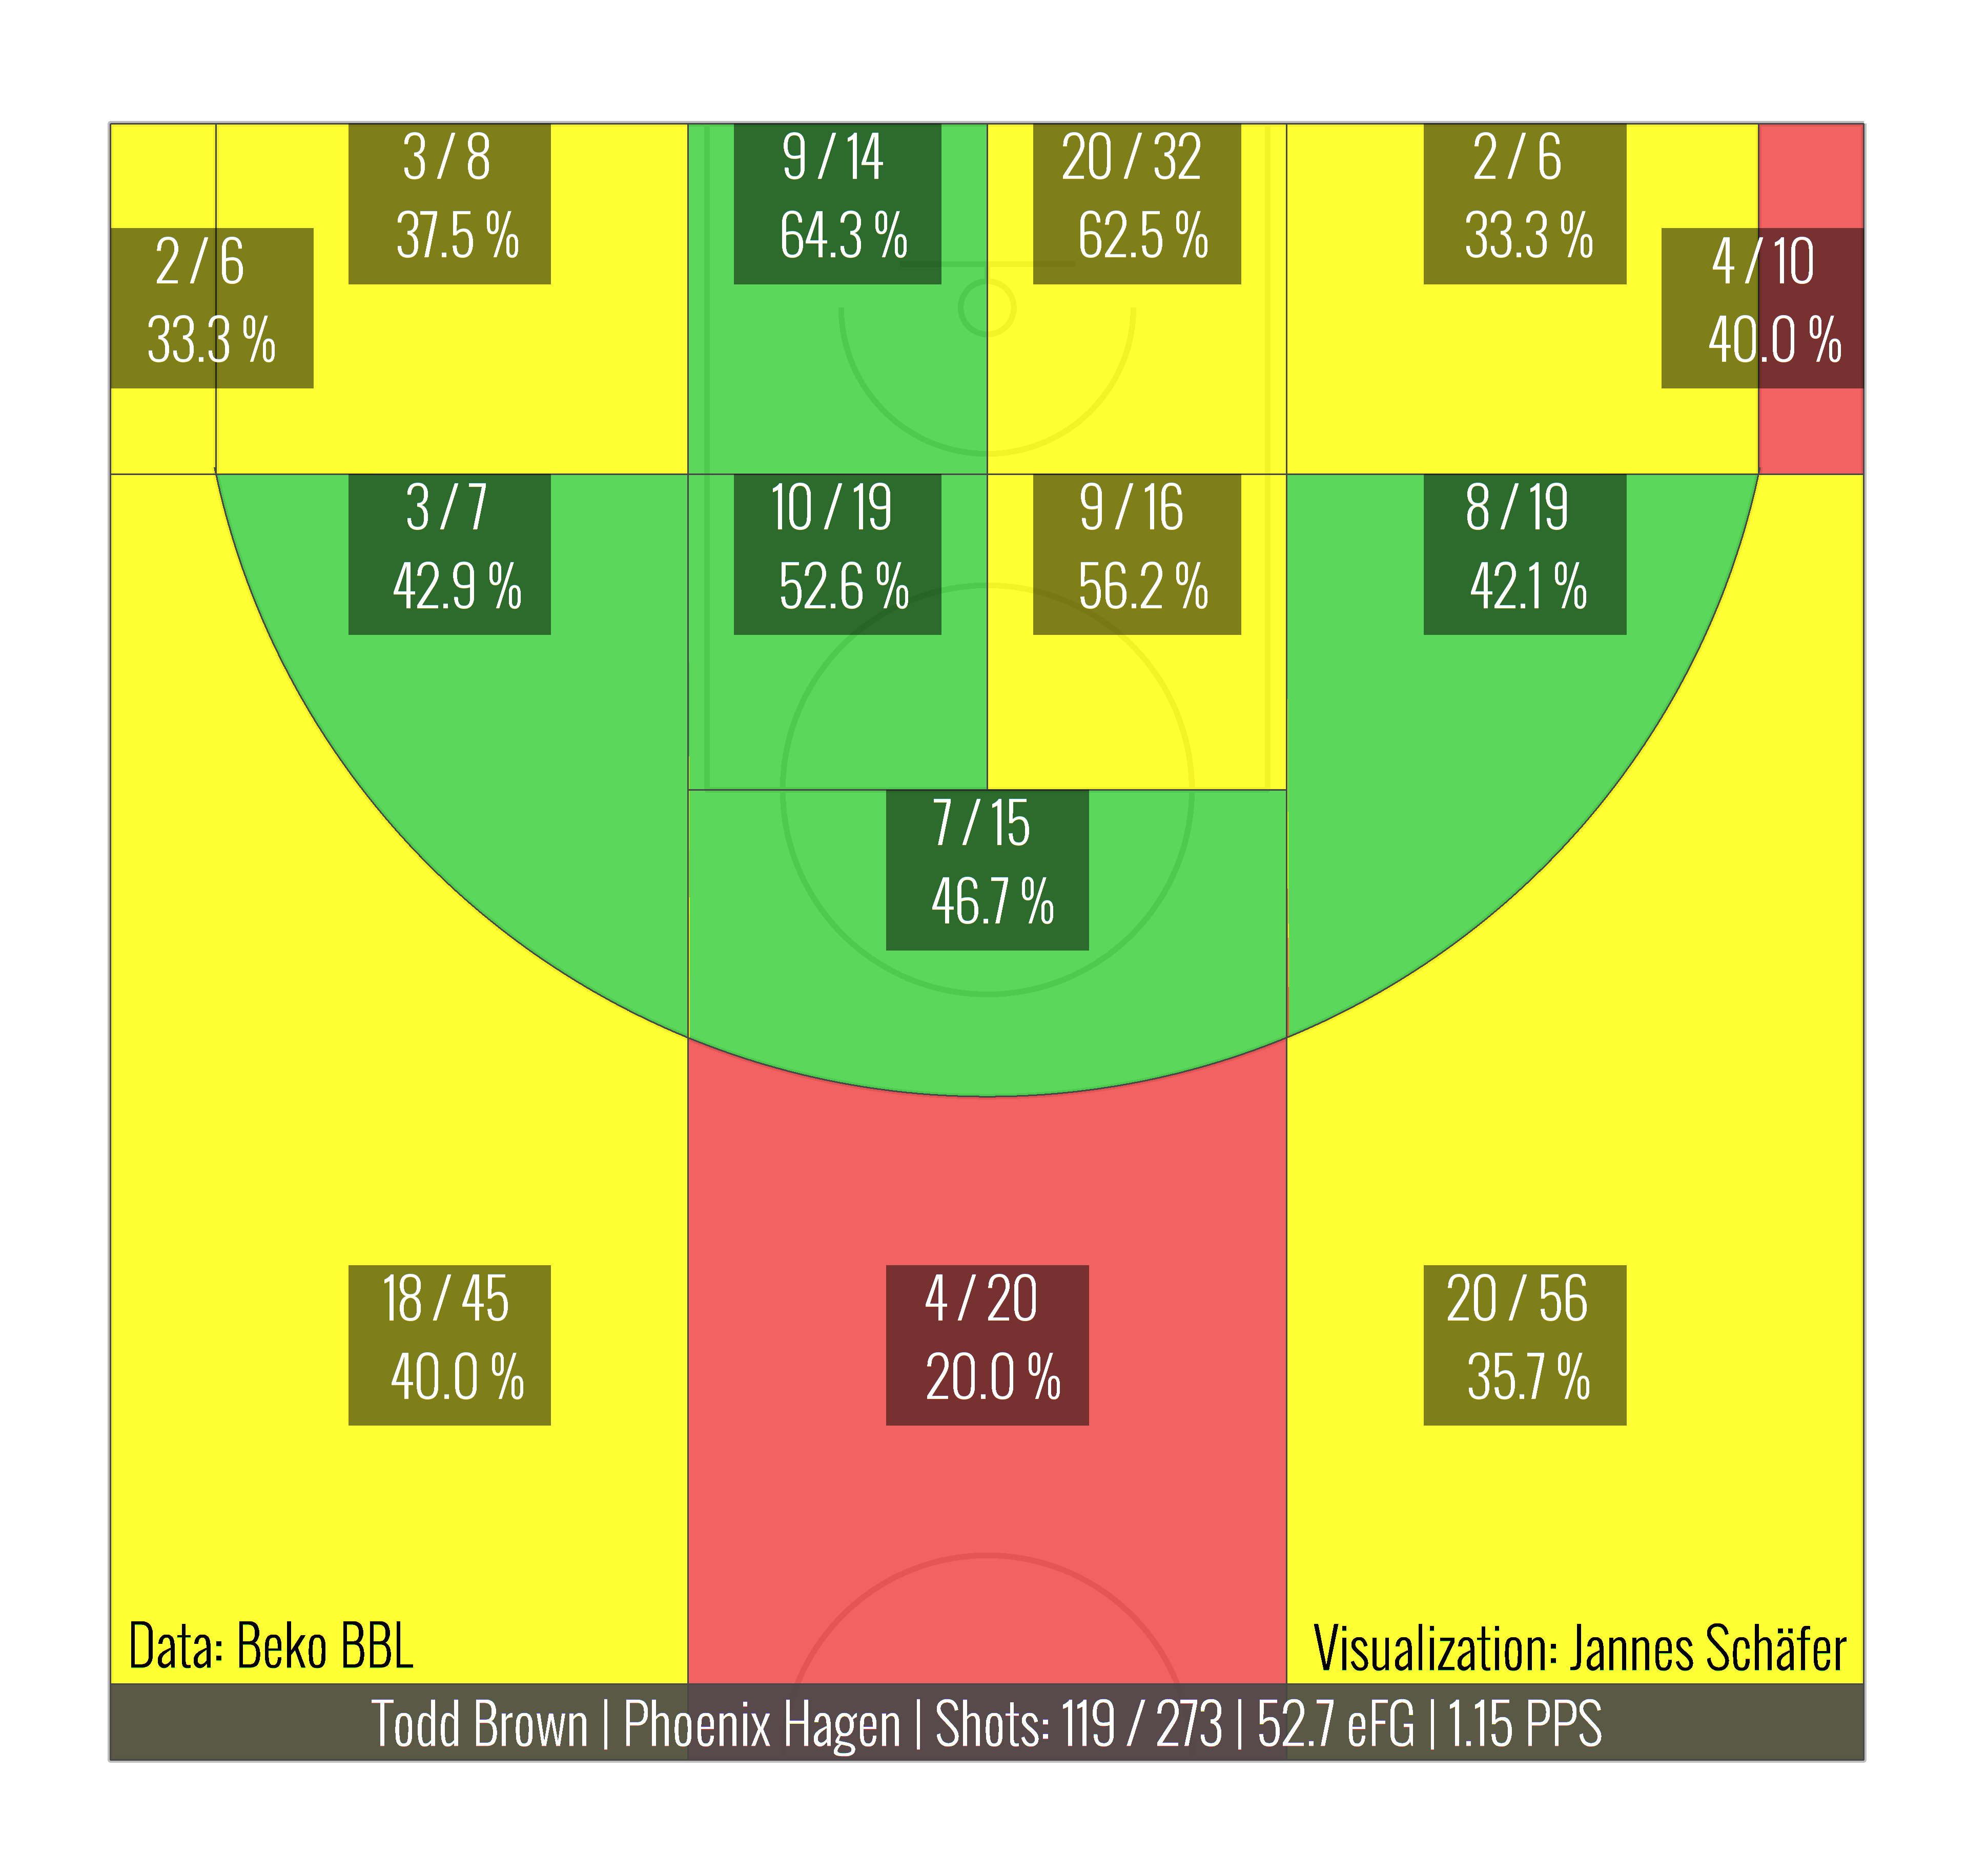 3 / 8
37.5 %
9 / 14
64.3 %
20 / 32
62.5 %
2 / 6
33.3 %
2 / 6
33.3 %
4 / 10
40.0 %
3 / 7
42.9 %
10 / 19
52.6 %
9 / 16
56.2 %
8 / 19
42.1 %
7 / 15
46.7 %
18 / 45
40.0 %
4 / 20
20.0 %
20 / 56
35.7 %
Data: Beko BBL
Visualization: Jannes Schäfer
Todd Brown | Phoenix Hagen | Shots: 119 / 273 | 52.7 eFG | 1.15 PPS